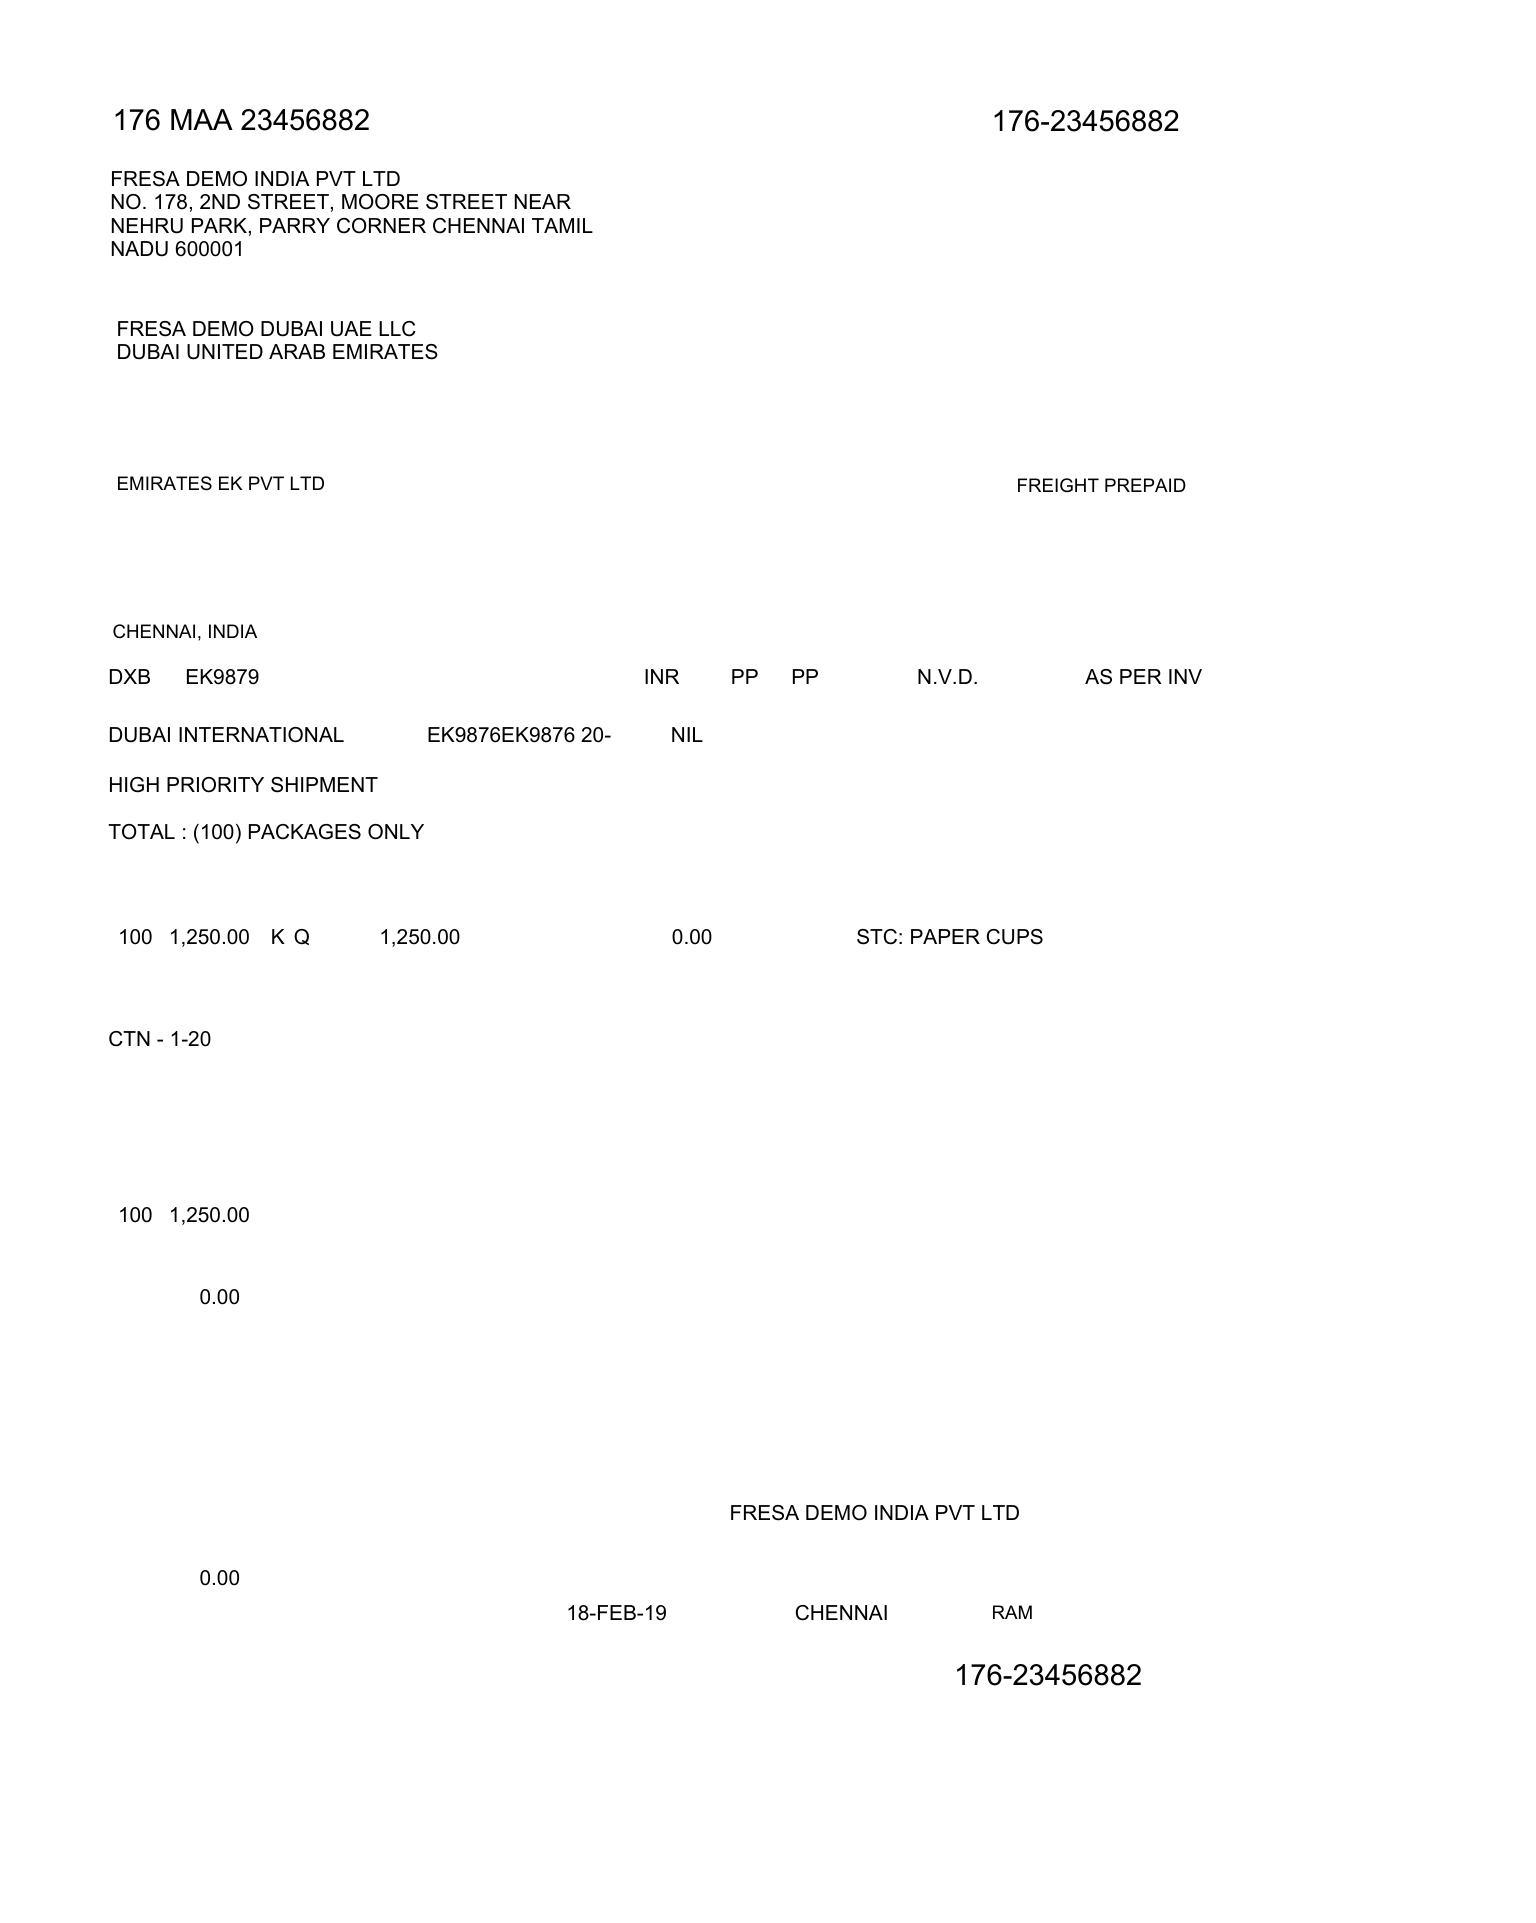 176 MAA 23456882 176-23456882
FRESA DEMO INDIA PVT LTD
NO. 178, 2ND STREET, MOORE STREET NEAR
NEHRU PARK, PARRY CORNER CHENNAI TAMIL
NADU 600001
FRESA DEMO DUBAI UAE LLC
DUBAI UNITED ARAB EMIRATES
EMIRATES EK PVT LTD FREIGHT PREPAID
CHENNAI, INDIA
DXB EK9879 INR PP PP N.V.D. AS PER INV
DUBAI INTERNATIONAL EK9876EK9876 20- NIL
HIGH PRIORITY SHIPMENT
TOTAL : (100) PACKAGES ONLY
100 1,250.00 K Q 1,250.00 0.00 STC: PAPER CUPS
CTN - 1-20
100 1,250.00
0.00
FRESA DEMO INDIA PVT LTD
0.00
18-FEB-19 CHENNAI RAM
176-23456882